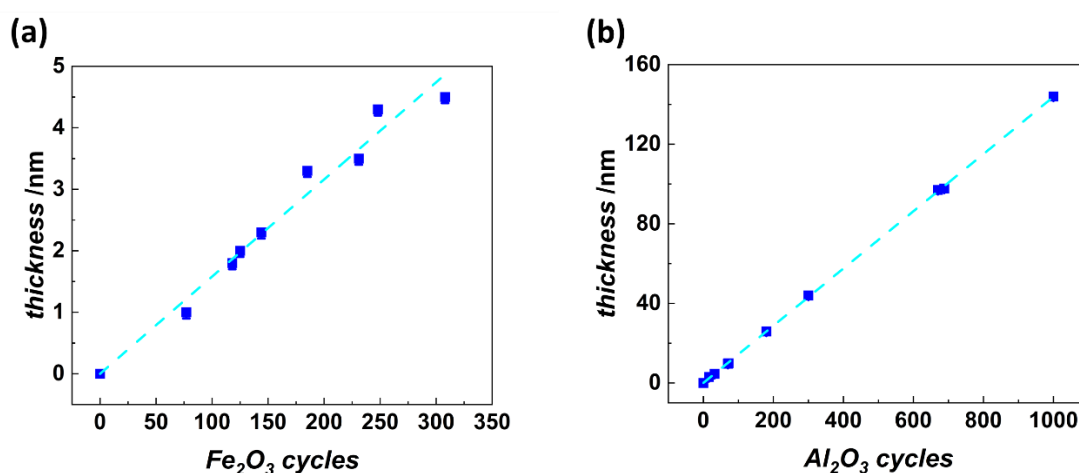 (a)
5
4
3
2
1
0
thickness /nm
0 50 100 150 200 250 300 350
Fe₂O₃ cycles
(b)
160
120
80
40
0
thickness /nm
0 200 400 600 800 1000
Al₂O₃ cycles